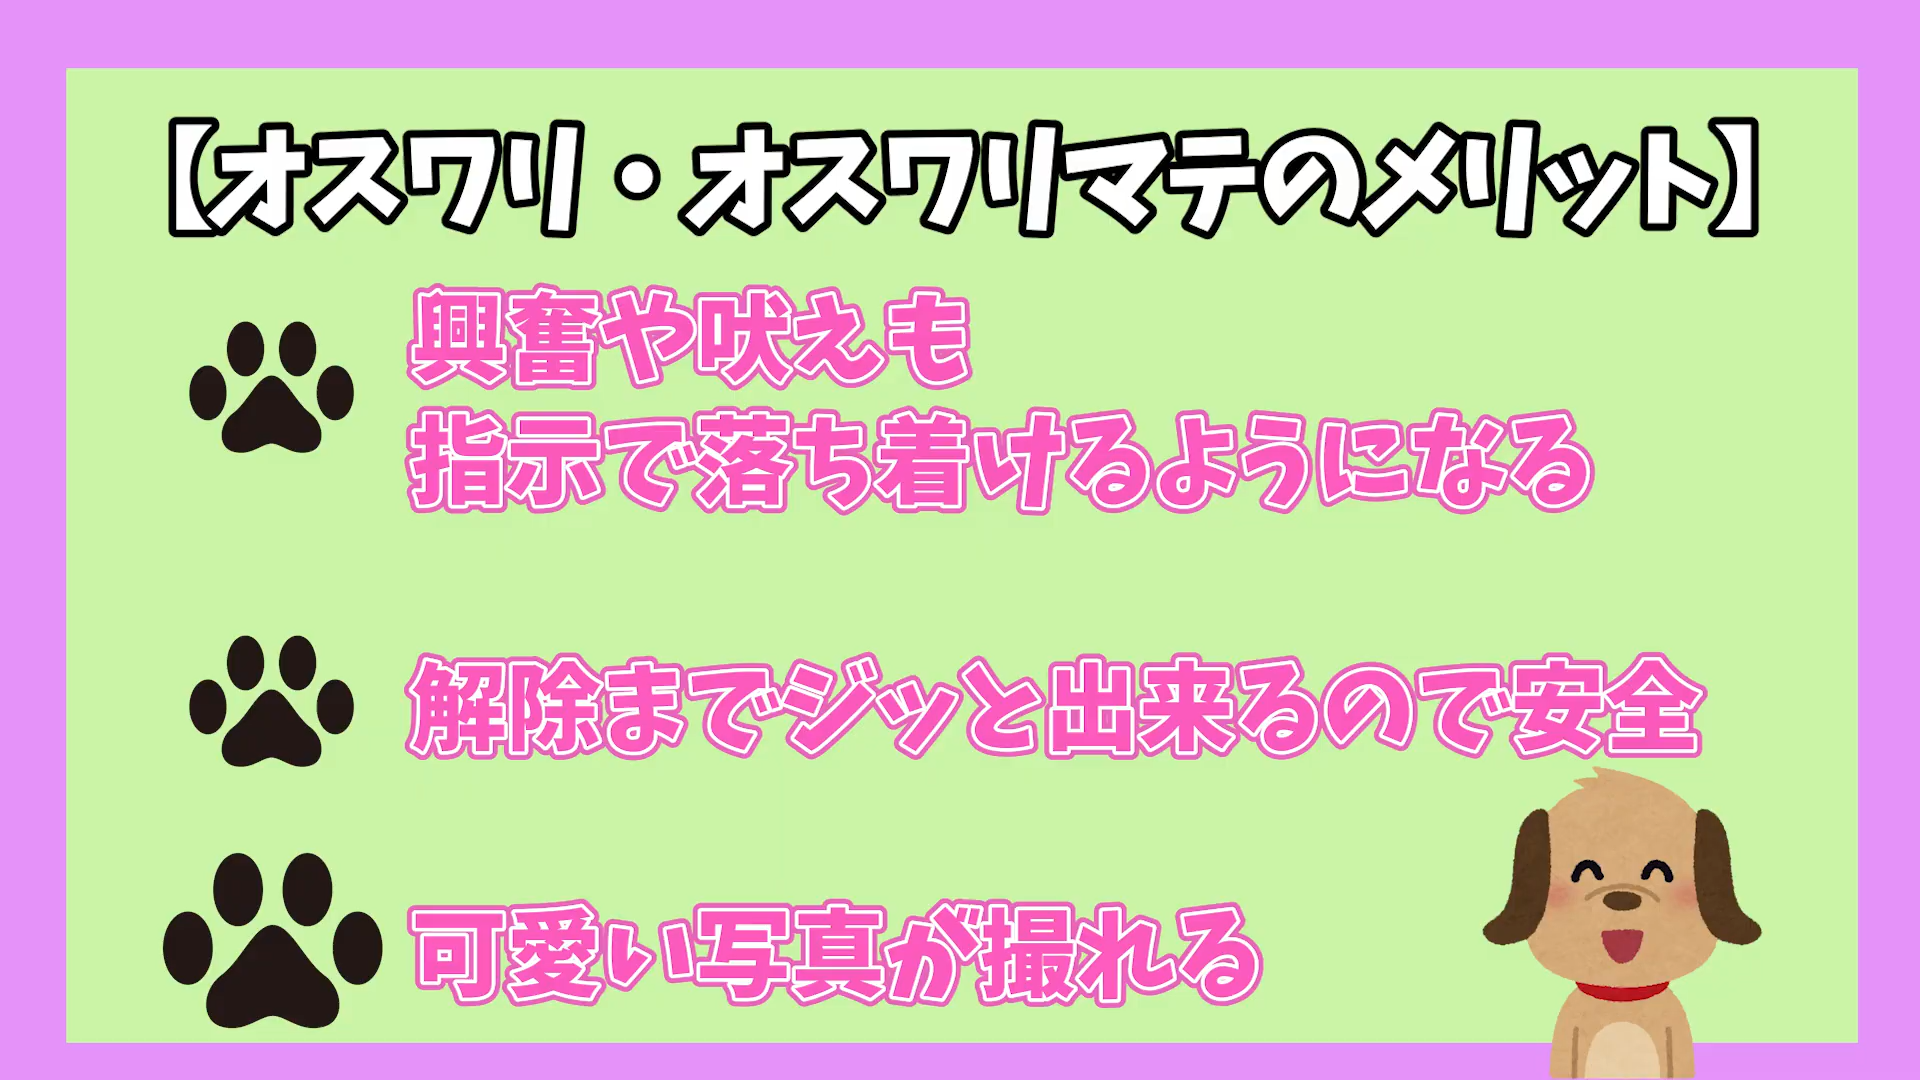 【オスワリ・オスワリマテのメリット】
興奮や吠えも
指示で落ち着けるようになる
解除までジッと出来るので安全
可愛い写真が撮れる